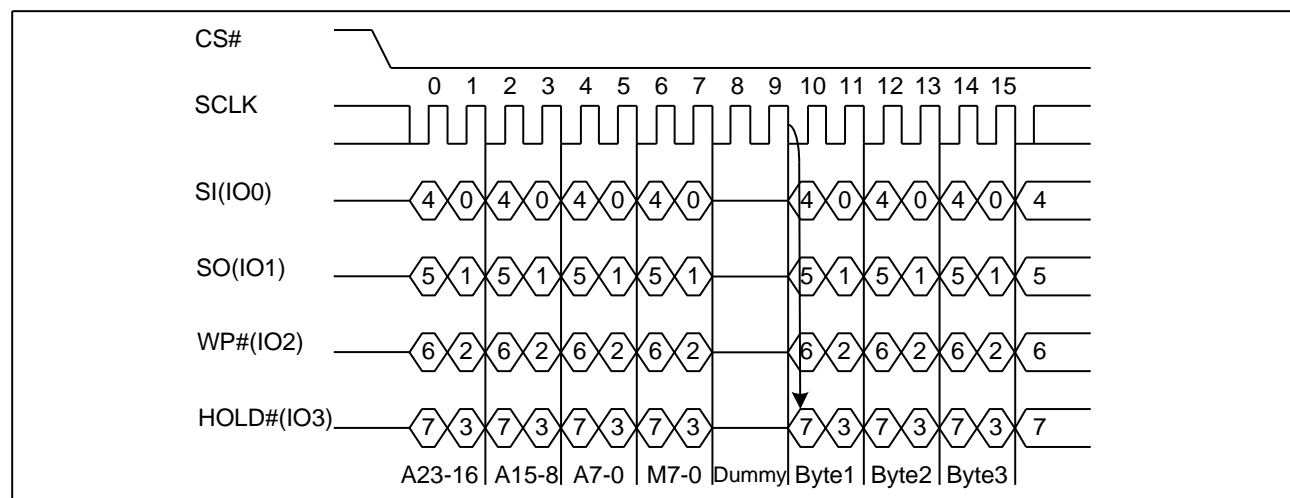 CS#
0 1 2 3 4 5 6 7 8 9 10 11 12 13 14 15
SCLK
SI(IO0) 4 0 4 0 4 0 4 0 4 0 4 0 4 0 4
SO(IO1) 5 1 5 1 5 1 5 1 5 1 5 1 5 1 5
WP#(IO2) 6 2 6 2 6 2 6 2 6 2 6 2 6 2 6
HOLD#(IO3) 7 3 7 3 7 3 7 3 7 3 7 3 7 3 7
A23-16 A15-8 A7-0 M7-0 Dummy Byte1 Byte2 Byte3